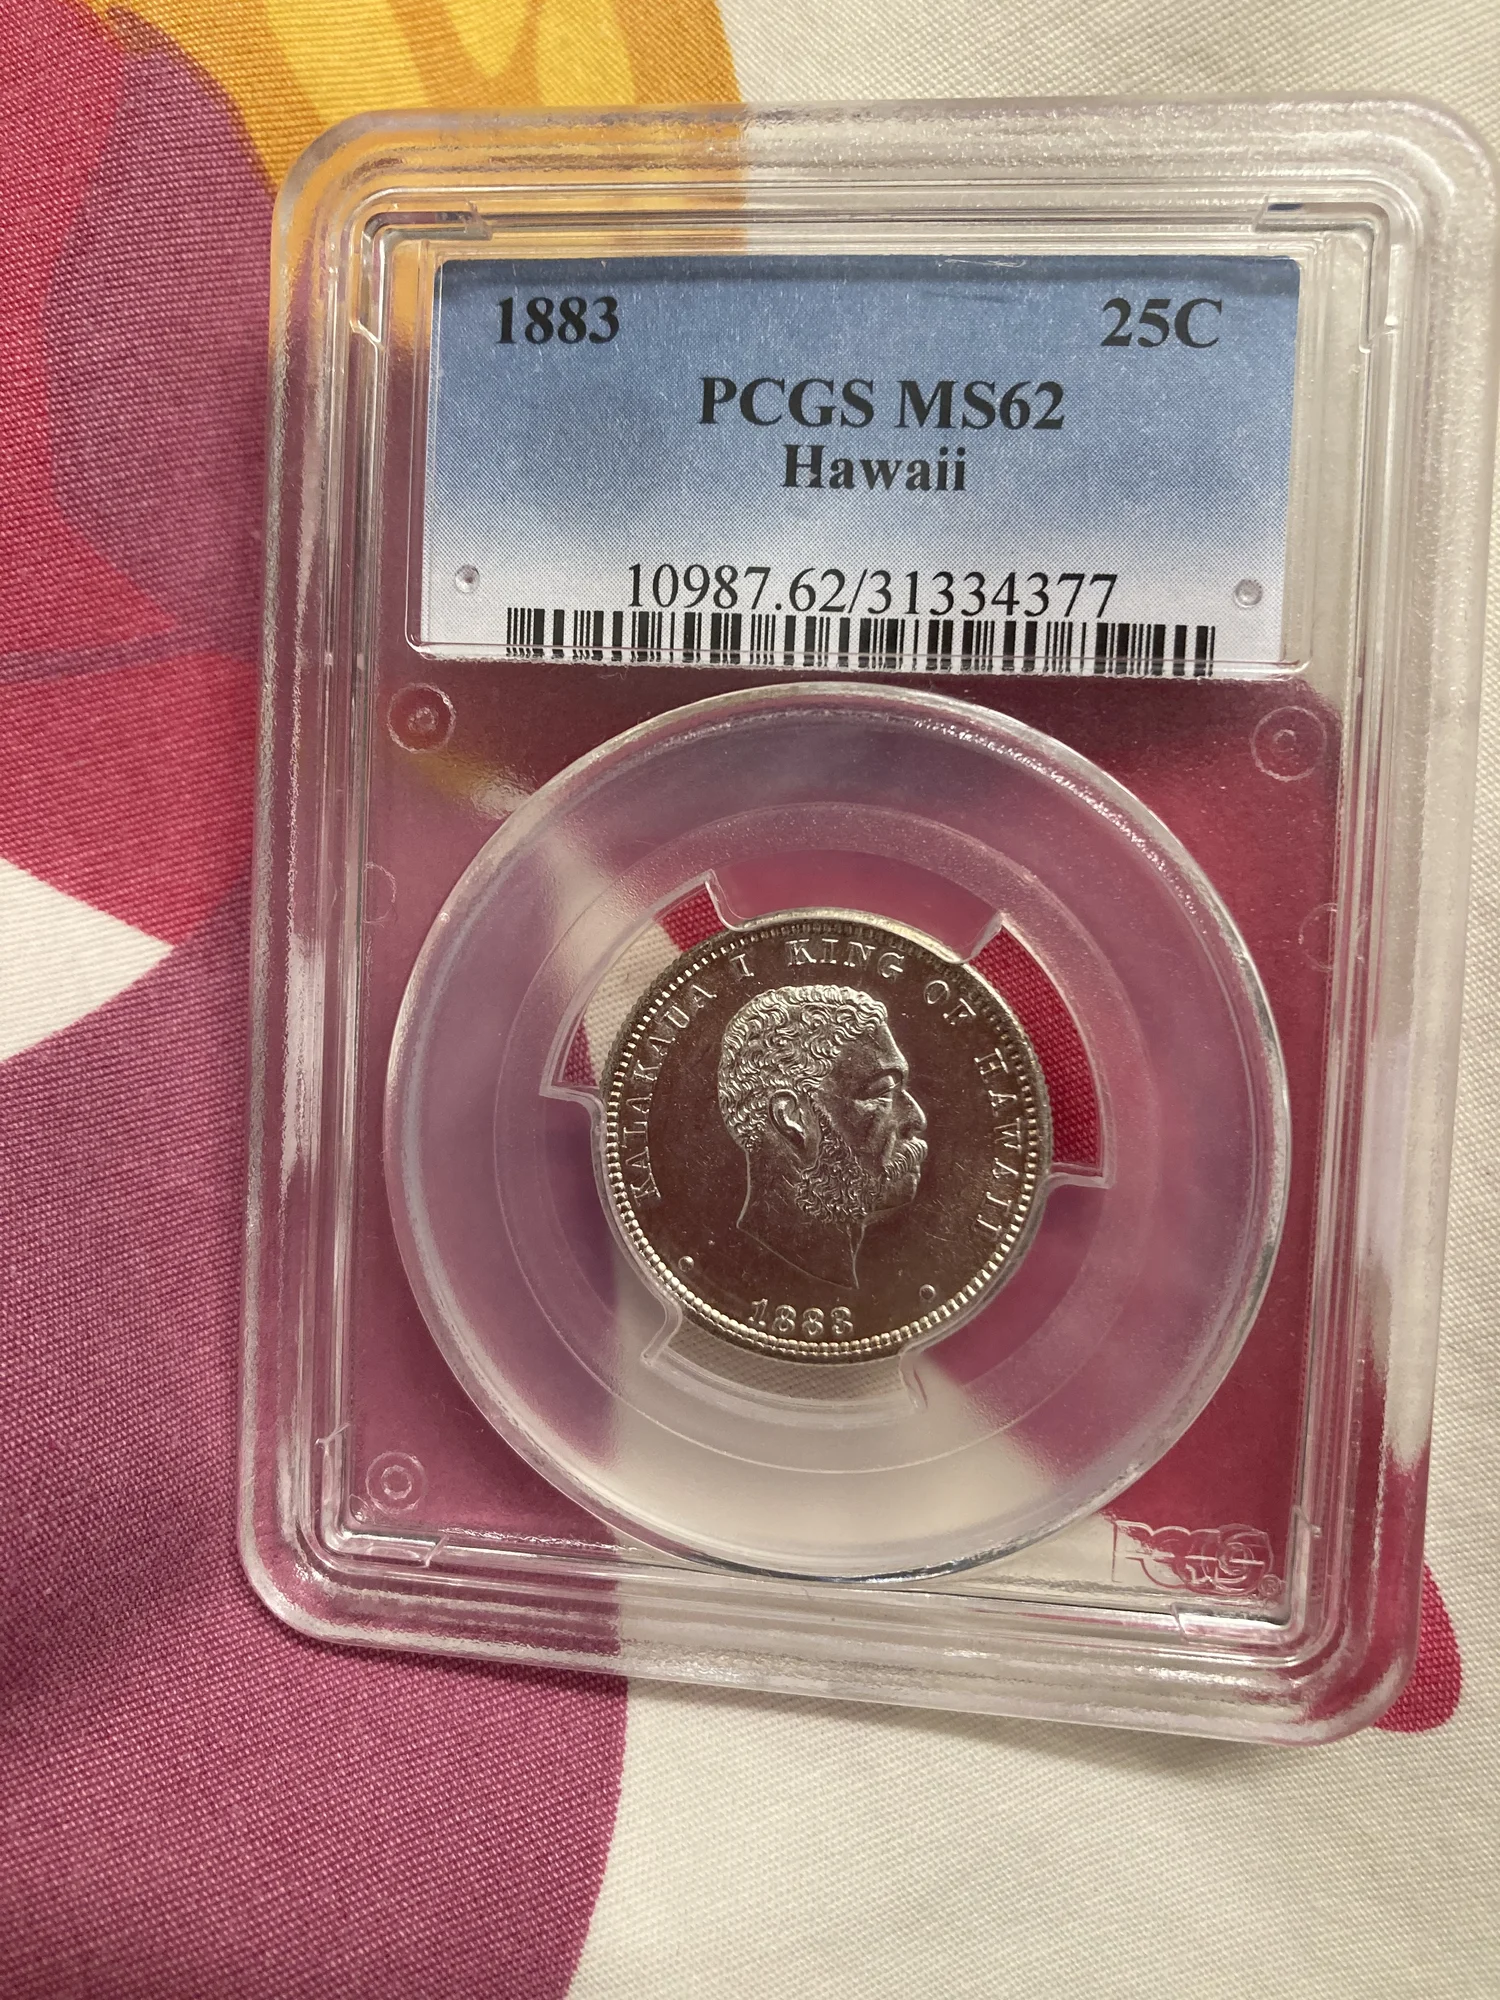 1883 25C
PCGS MS62
Hawaii
10987.62/31334377
KALAKAUA I KING OF HAWAII
1883
PCGS